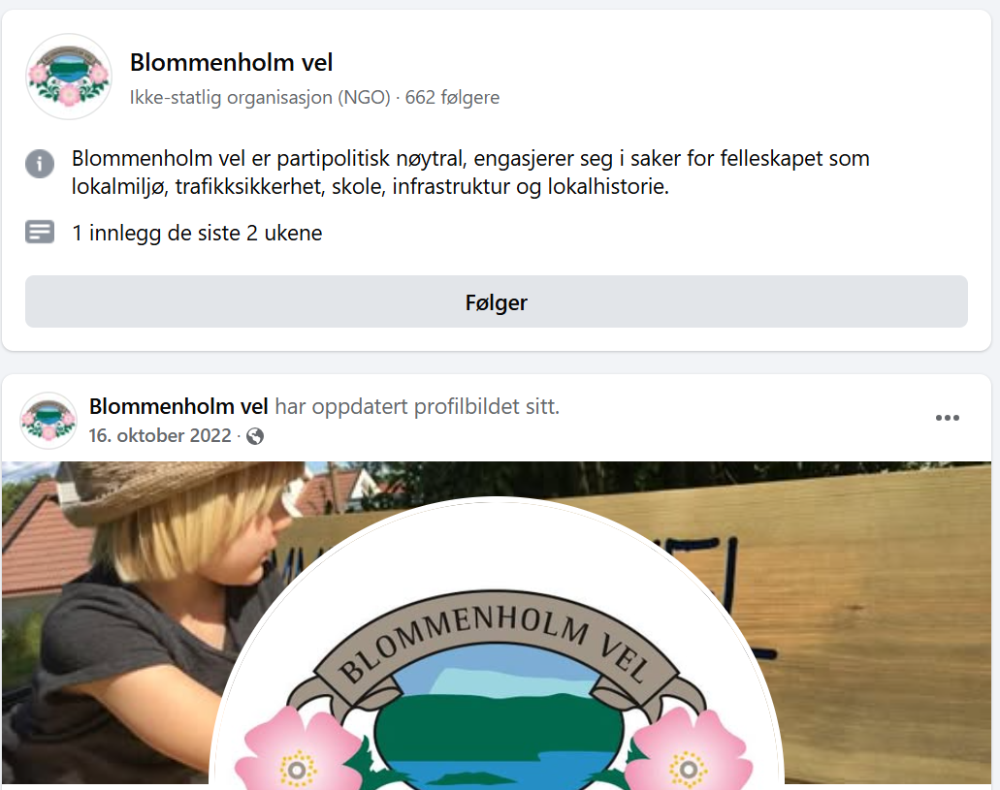 Blommenholm vel
Ikke-statlig organisasjon (NGO) · 662 følgere
Blommenholm vel er partipolitisk nøytral, engasjerer seg i saker for felleskapet som
lokalmiljø, trafikksikkerhet, skole, infrastruktur og lokalhistorie.
1 innlegg de siste 2 ukene
Følger
Blommenholm vel har oppdatert profilbildet sitt.
16. oktober 2022 ·
BLOMMENHOLM VEL